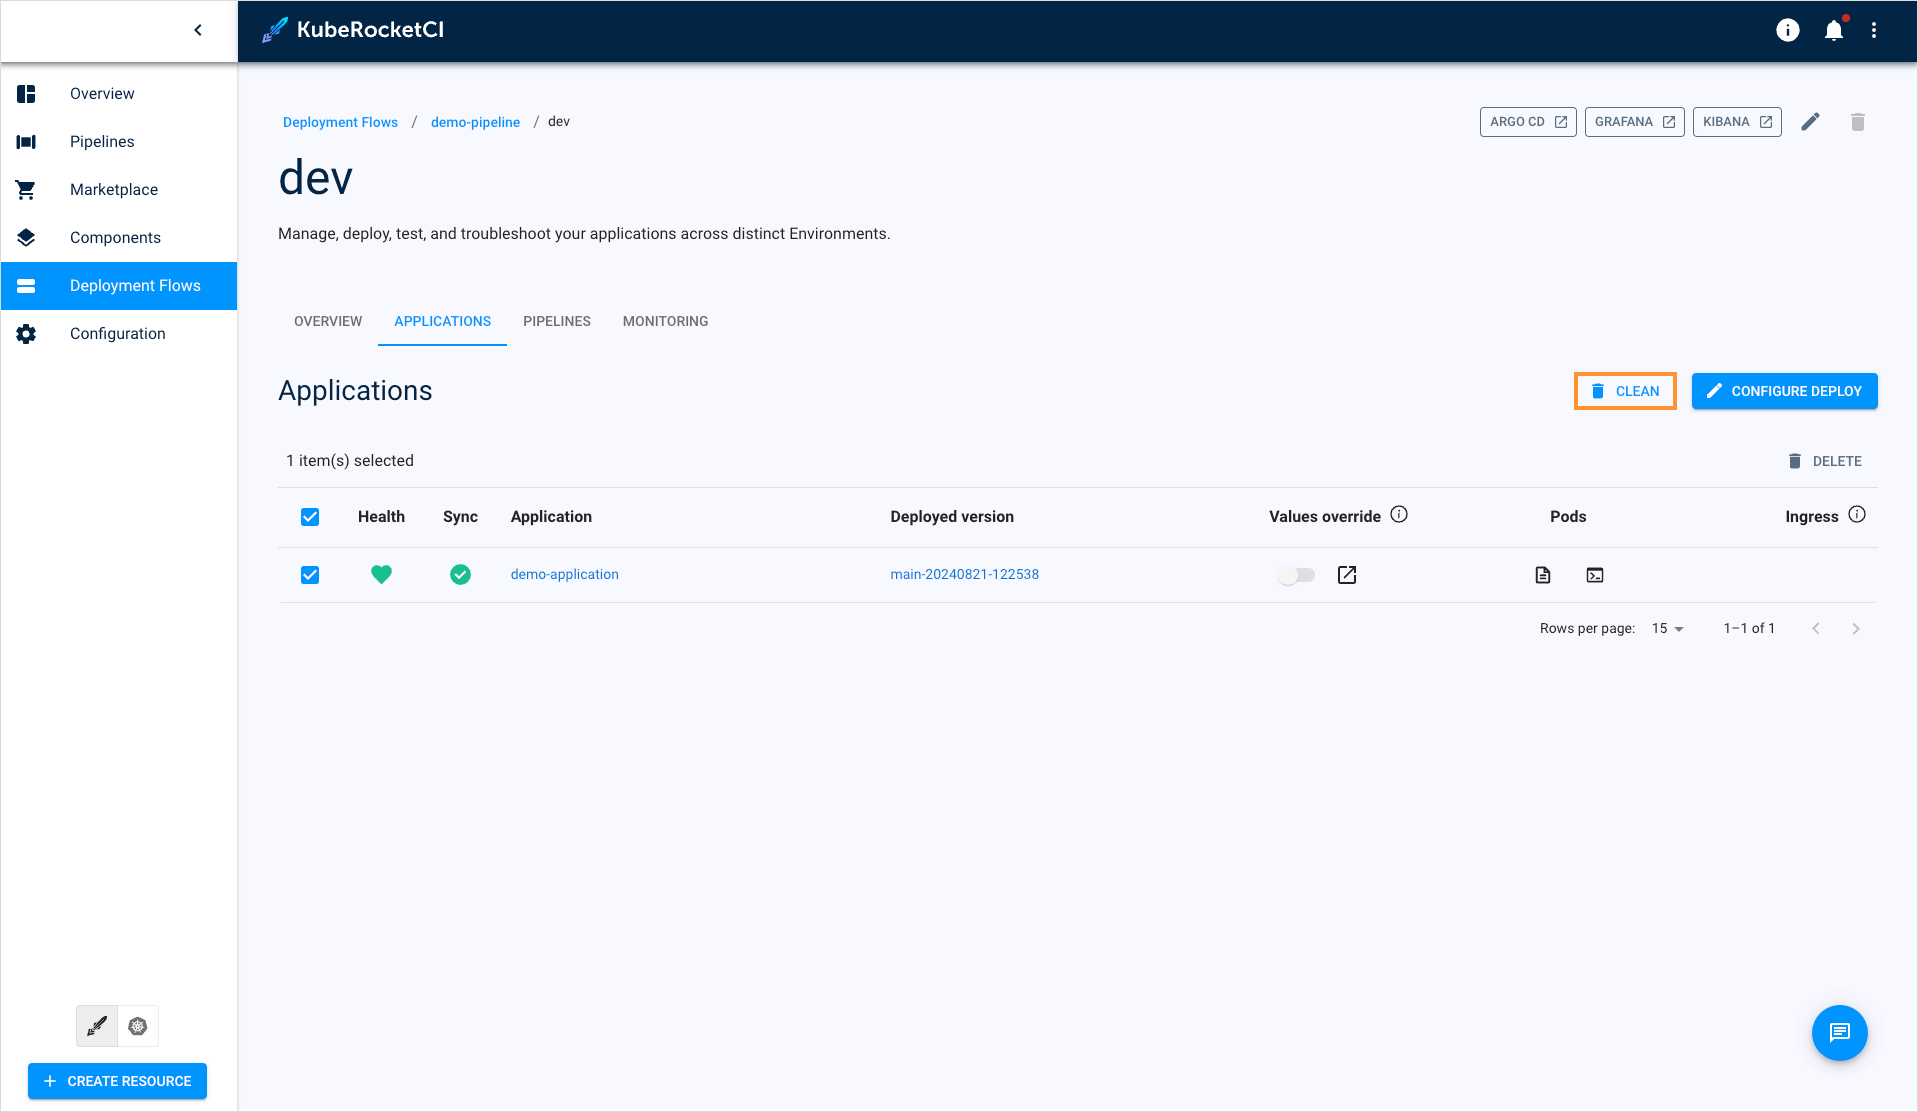 KubeRocketCI
Overview
Pipelines
Marketplace
Components
Deployment Flows
Configuration
CREATE RESOURCE
Deployment Flows / demo-pipeline / dev
ARGO CD GRAFANA KIBANA
dev
Manage, deploy, test, and troubleshoot your applications across distinct Environments.
OVERVIEW APPLICATIONS PIPELINES MONITORING
Applications
CLEAN CONFIGURE DEPLOY
1 item(s) selected
DELETE
Health Sync Application Deployed version Values override Pods Ingress
demo-application main-20240821-122538
Rows per page: 15 1–1 of 1